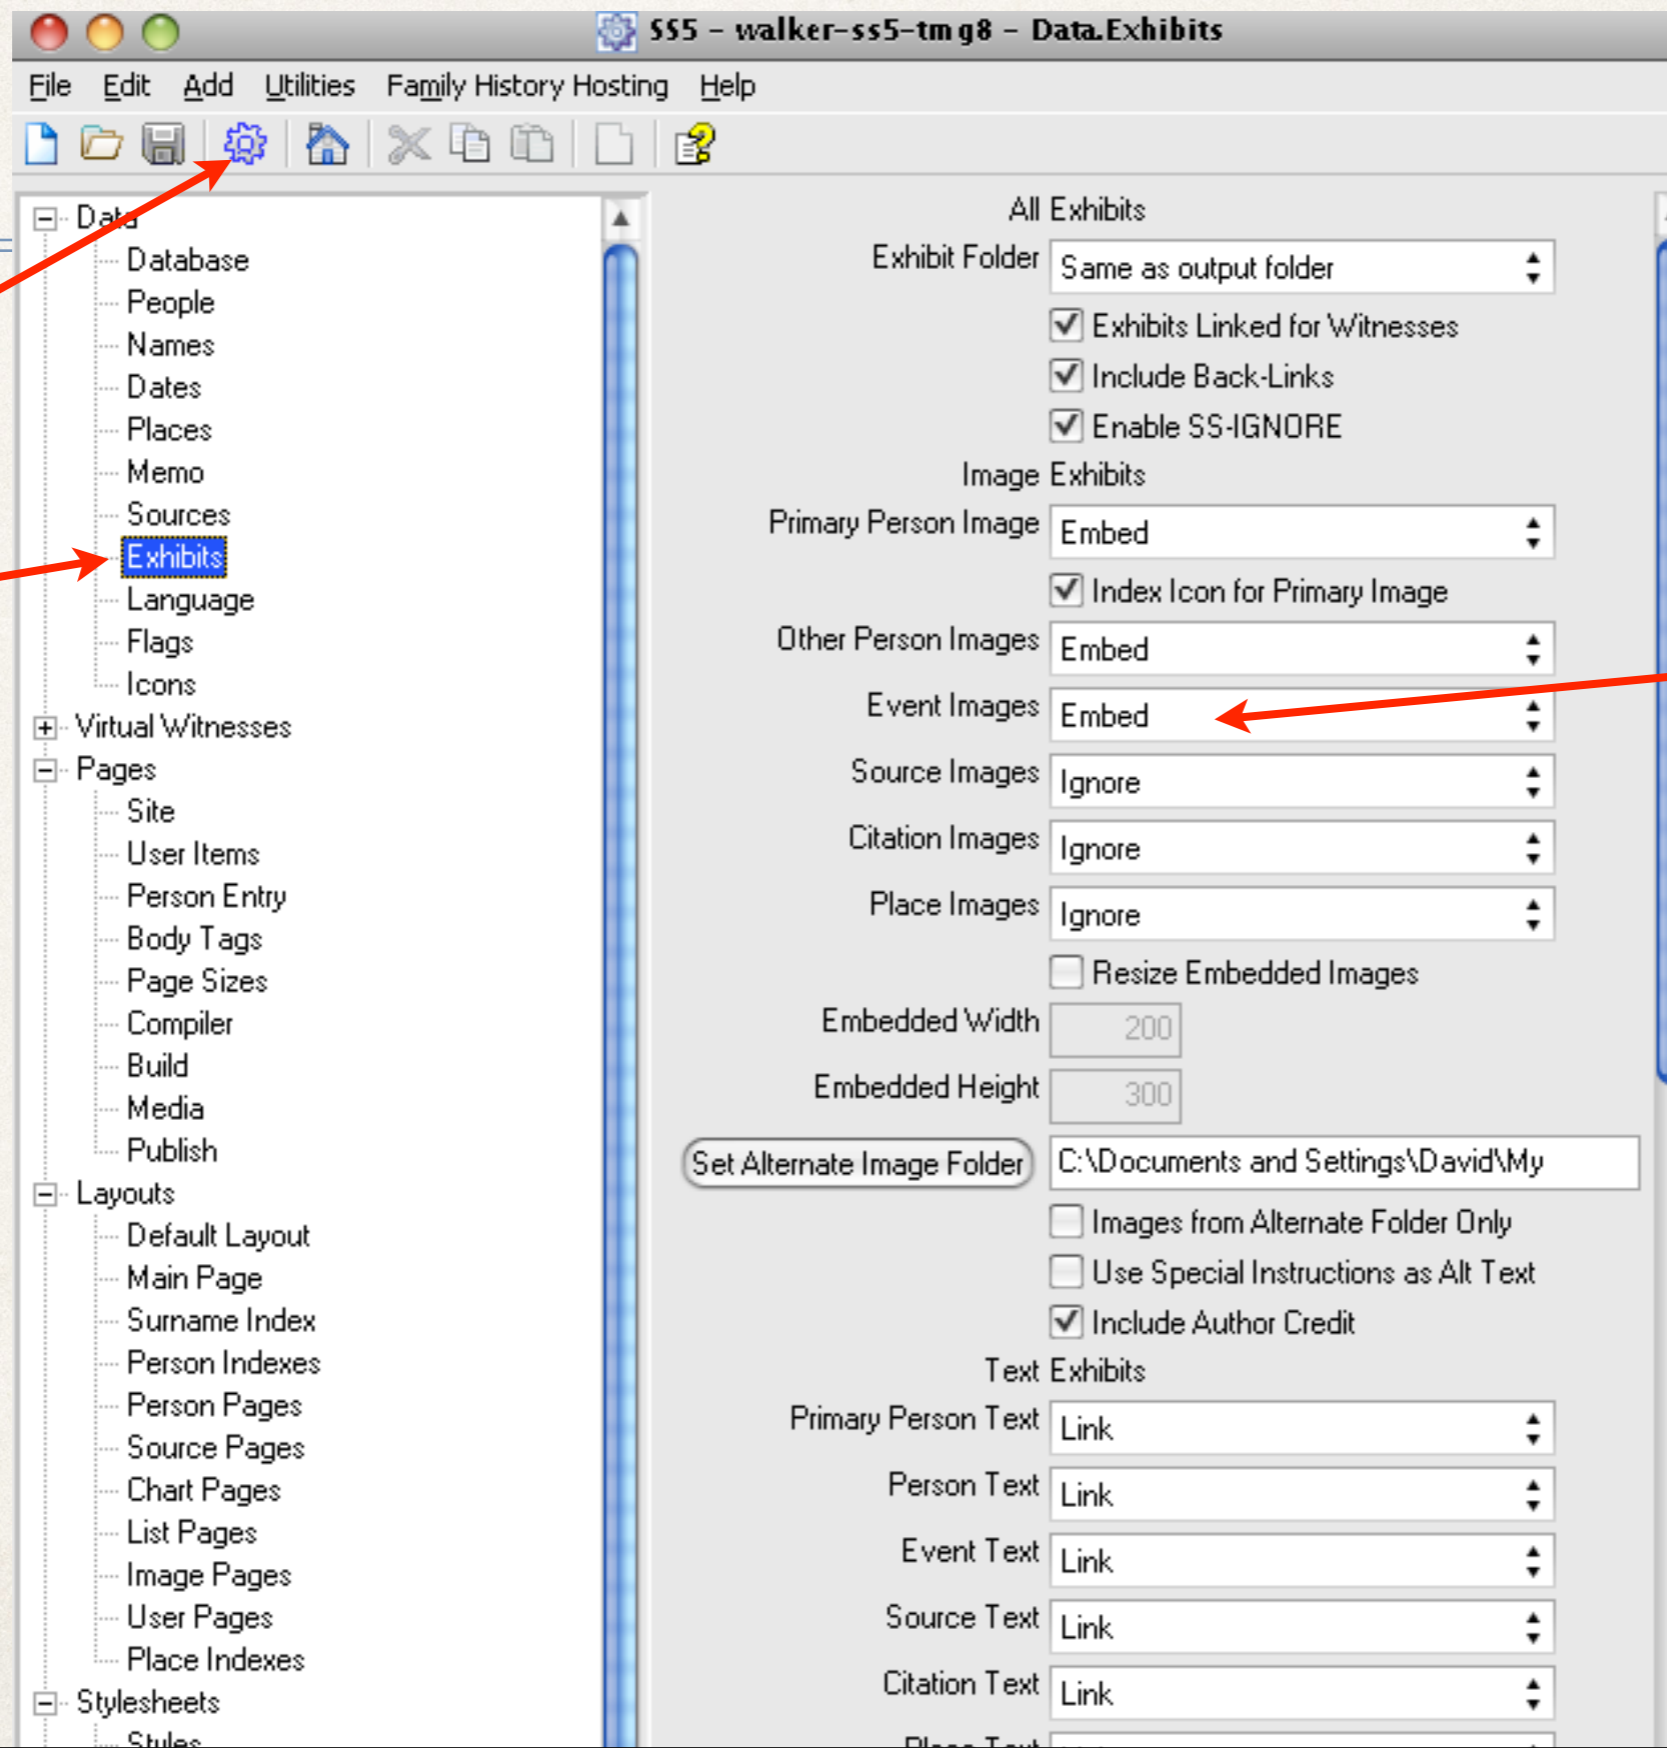 SS5 - walker-ss5-tmg8 - Data.Exhibits
File Edit Add Utilities Family History Hosting Help
Data
Database
People
Names
Dates
Places
Memo
Sources
Exhibits
Language
Flags
Icons
Virtual Witnesses
Pages
Site
User Items
Person Entry
Body Tags
Page Sizes
Compiler
Build
Media
Publish
Layouts
Default Layout
Main Page
Surname Index
Person Indexes
Person Pages
Source Pages
Chart Pages
List Pages
Image Pages
User Pages
Place Indexes
Stylesheets
Styles
All Exhibits
Exhibit Folder Same as output folder
Exhibits Linked for Witnesses
Include Back-Links
Enable SS-IGNORE
Image Exhibits
Primary Person Image Embed
Index Icon for Primary Image
Other Person Images Embed
Event Images Embed
Source Images Ignore
Citation Images Ignore
Place Images Ignore
Resize Embedded Images
Embedded Width 200
Embedded Height 300
Set Alternate Image Folder C:\Documents and Settings\David\My
Images from Alternate Folder Only
Use Special Instructions as Alt Text
Include Author Credit
Text Exhibits
Primary Person Text Link
Person Text Link
Event Text Link
Source Text Link
Citation Text Link
Place Text